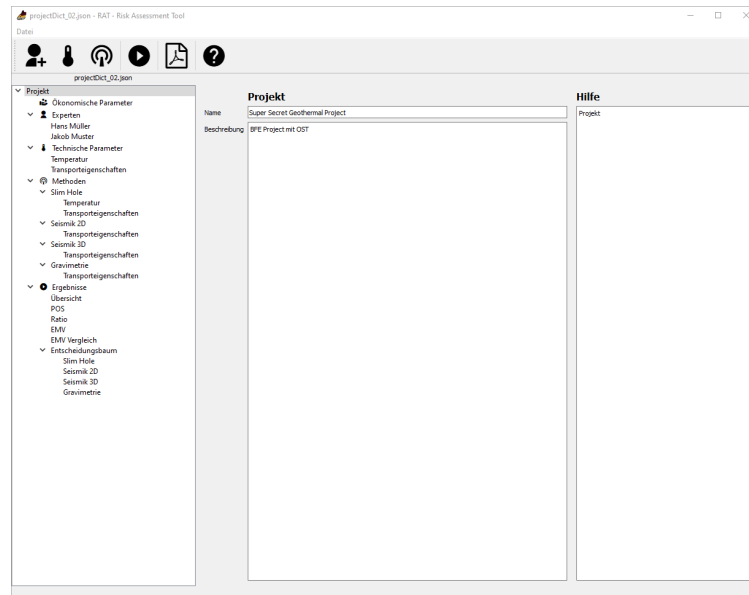 projectDict_02.json - RAT - Risk Assessment Tool
Datei
projectDict_02.json
Projekt
Ökonomische Parameter
Experten
Hans Müller
Jakob Muster
Technische Parameter
Temperatur
Transporteigenschaften
Methoden
Slim Hole
Temperatur
Transporteigenschaften
Seismik 2D
Transporteigenschaften
Seismik 3D
Transporteigenschaften
Gravimetrie
Transporteigenschaften
Ergebnisse
Übersicht
POS
Ratio
EMV
EMV Vergleich
Entscheidungsbaum
Slim Hole
Seismik 2D
Seismik 3D
Gravimetrie
Projekt
Name Super Secret Geothermal Project
Beschreibung BFE Project mit OST
Hilfe
Projekt